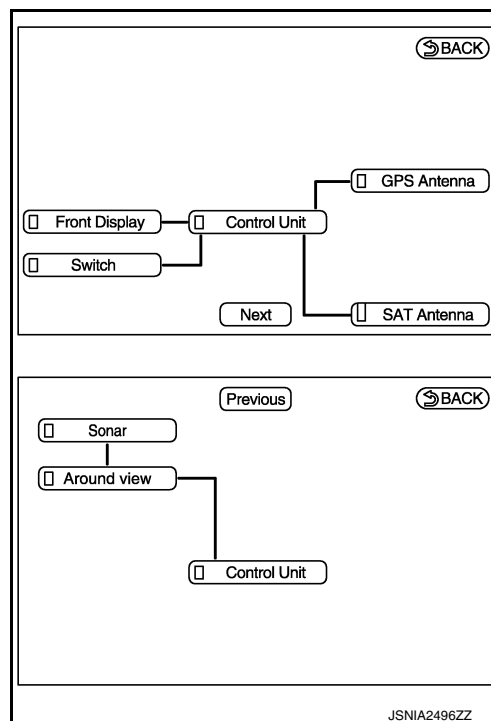 BACK
GPS Antenna
Front Display
Control Unit
Switch
Next
SAT Antenna
Previous
BACK
Sonar
Around view
Control Unit
JSNIA2496ZZ